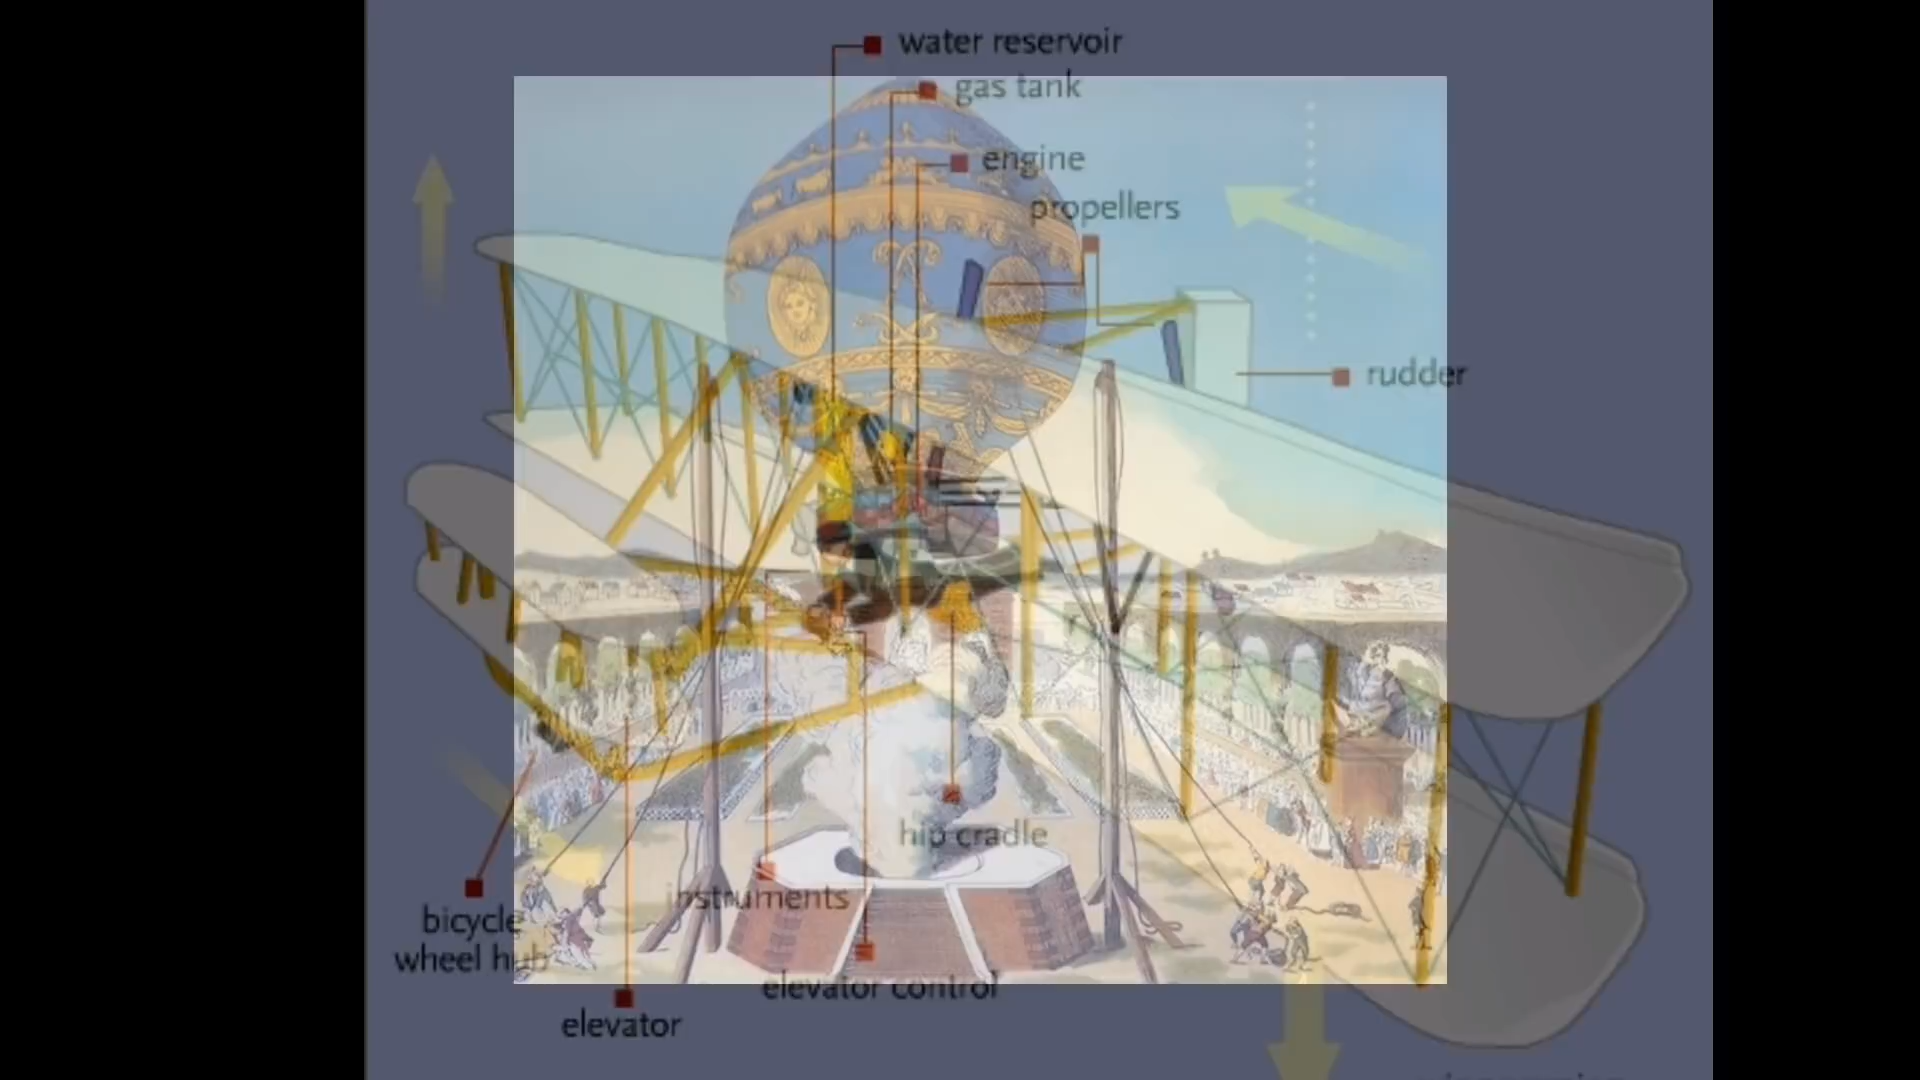 water reservoir
gas tank
engine
propellers
rudder
hip cradle
instruments
bicycle
wheel hub
elevator control
elevator